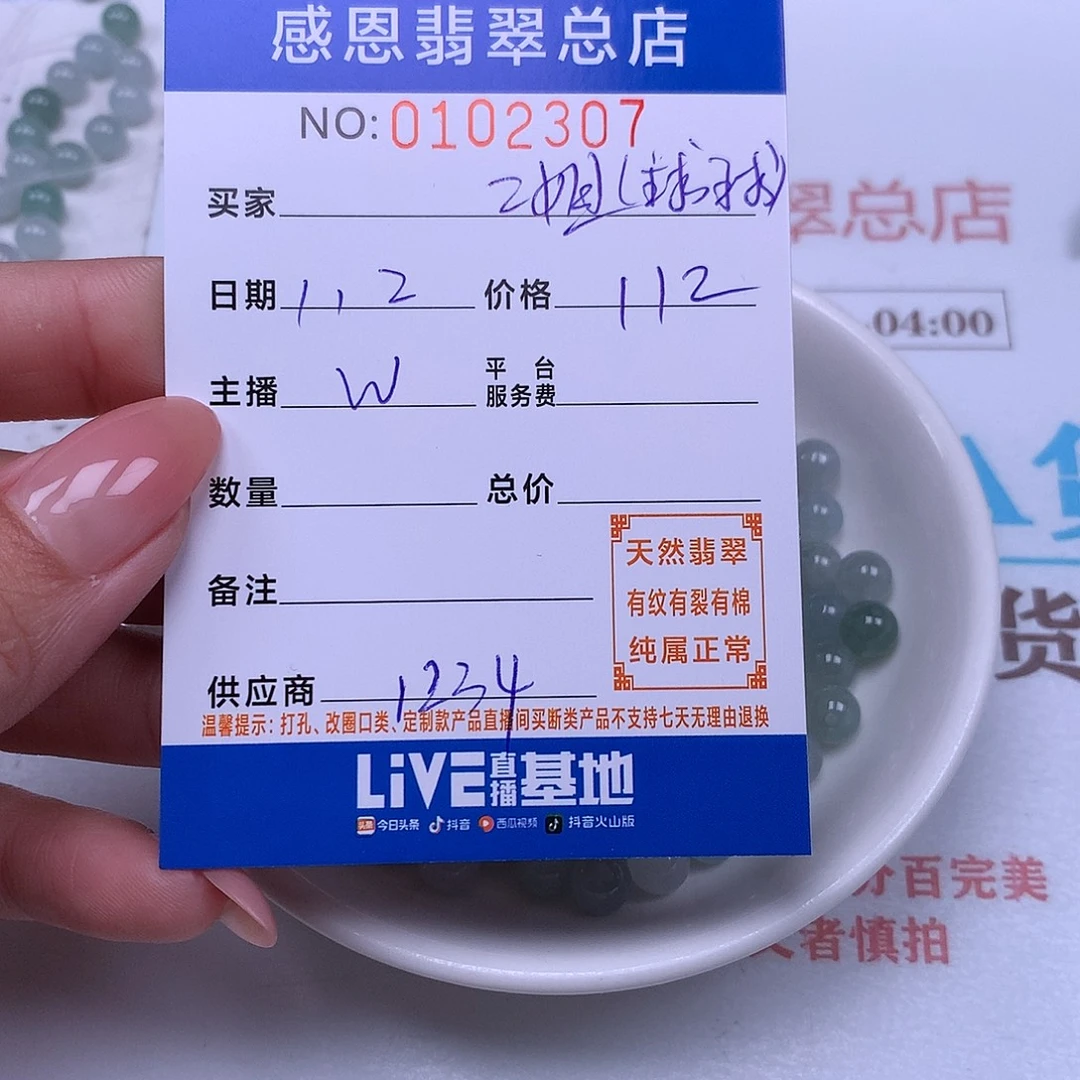 感恩翡翠总店
NO:0102307
买家 二姐(球球)
日期 1.2 价格 112
主播 W 平台服务费
数量 总价
备注
天然翡翠
有纹有裂有棉
纯属正常
供应商 1234
温馨提示:打孔、改圈口类、定制款产品直播间买断类产品不支持七天无理由退换
LiVE直播基地
头条 今日头条 抖音 西瓜视频 抖音火山版
翠总店
-04:00
货
分百完美
者慎拍